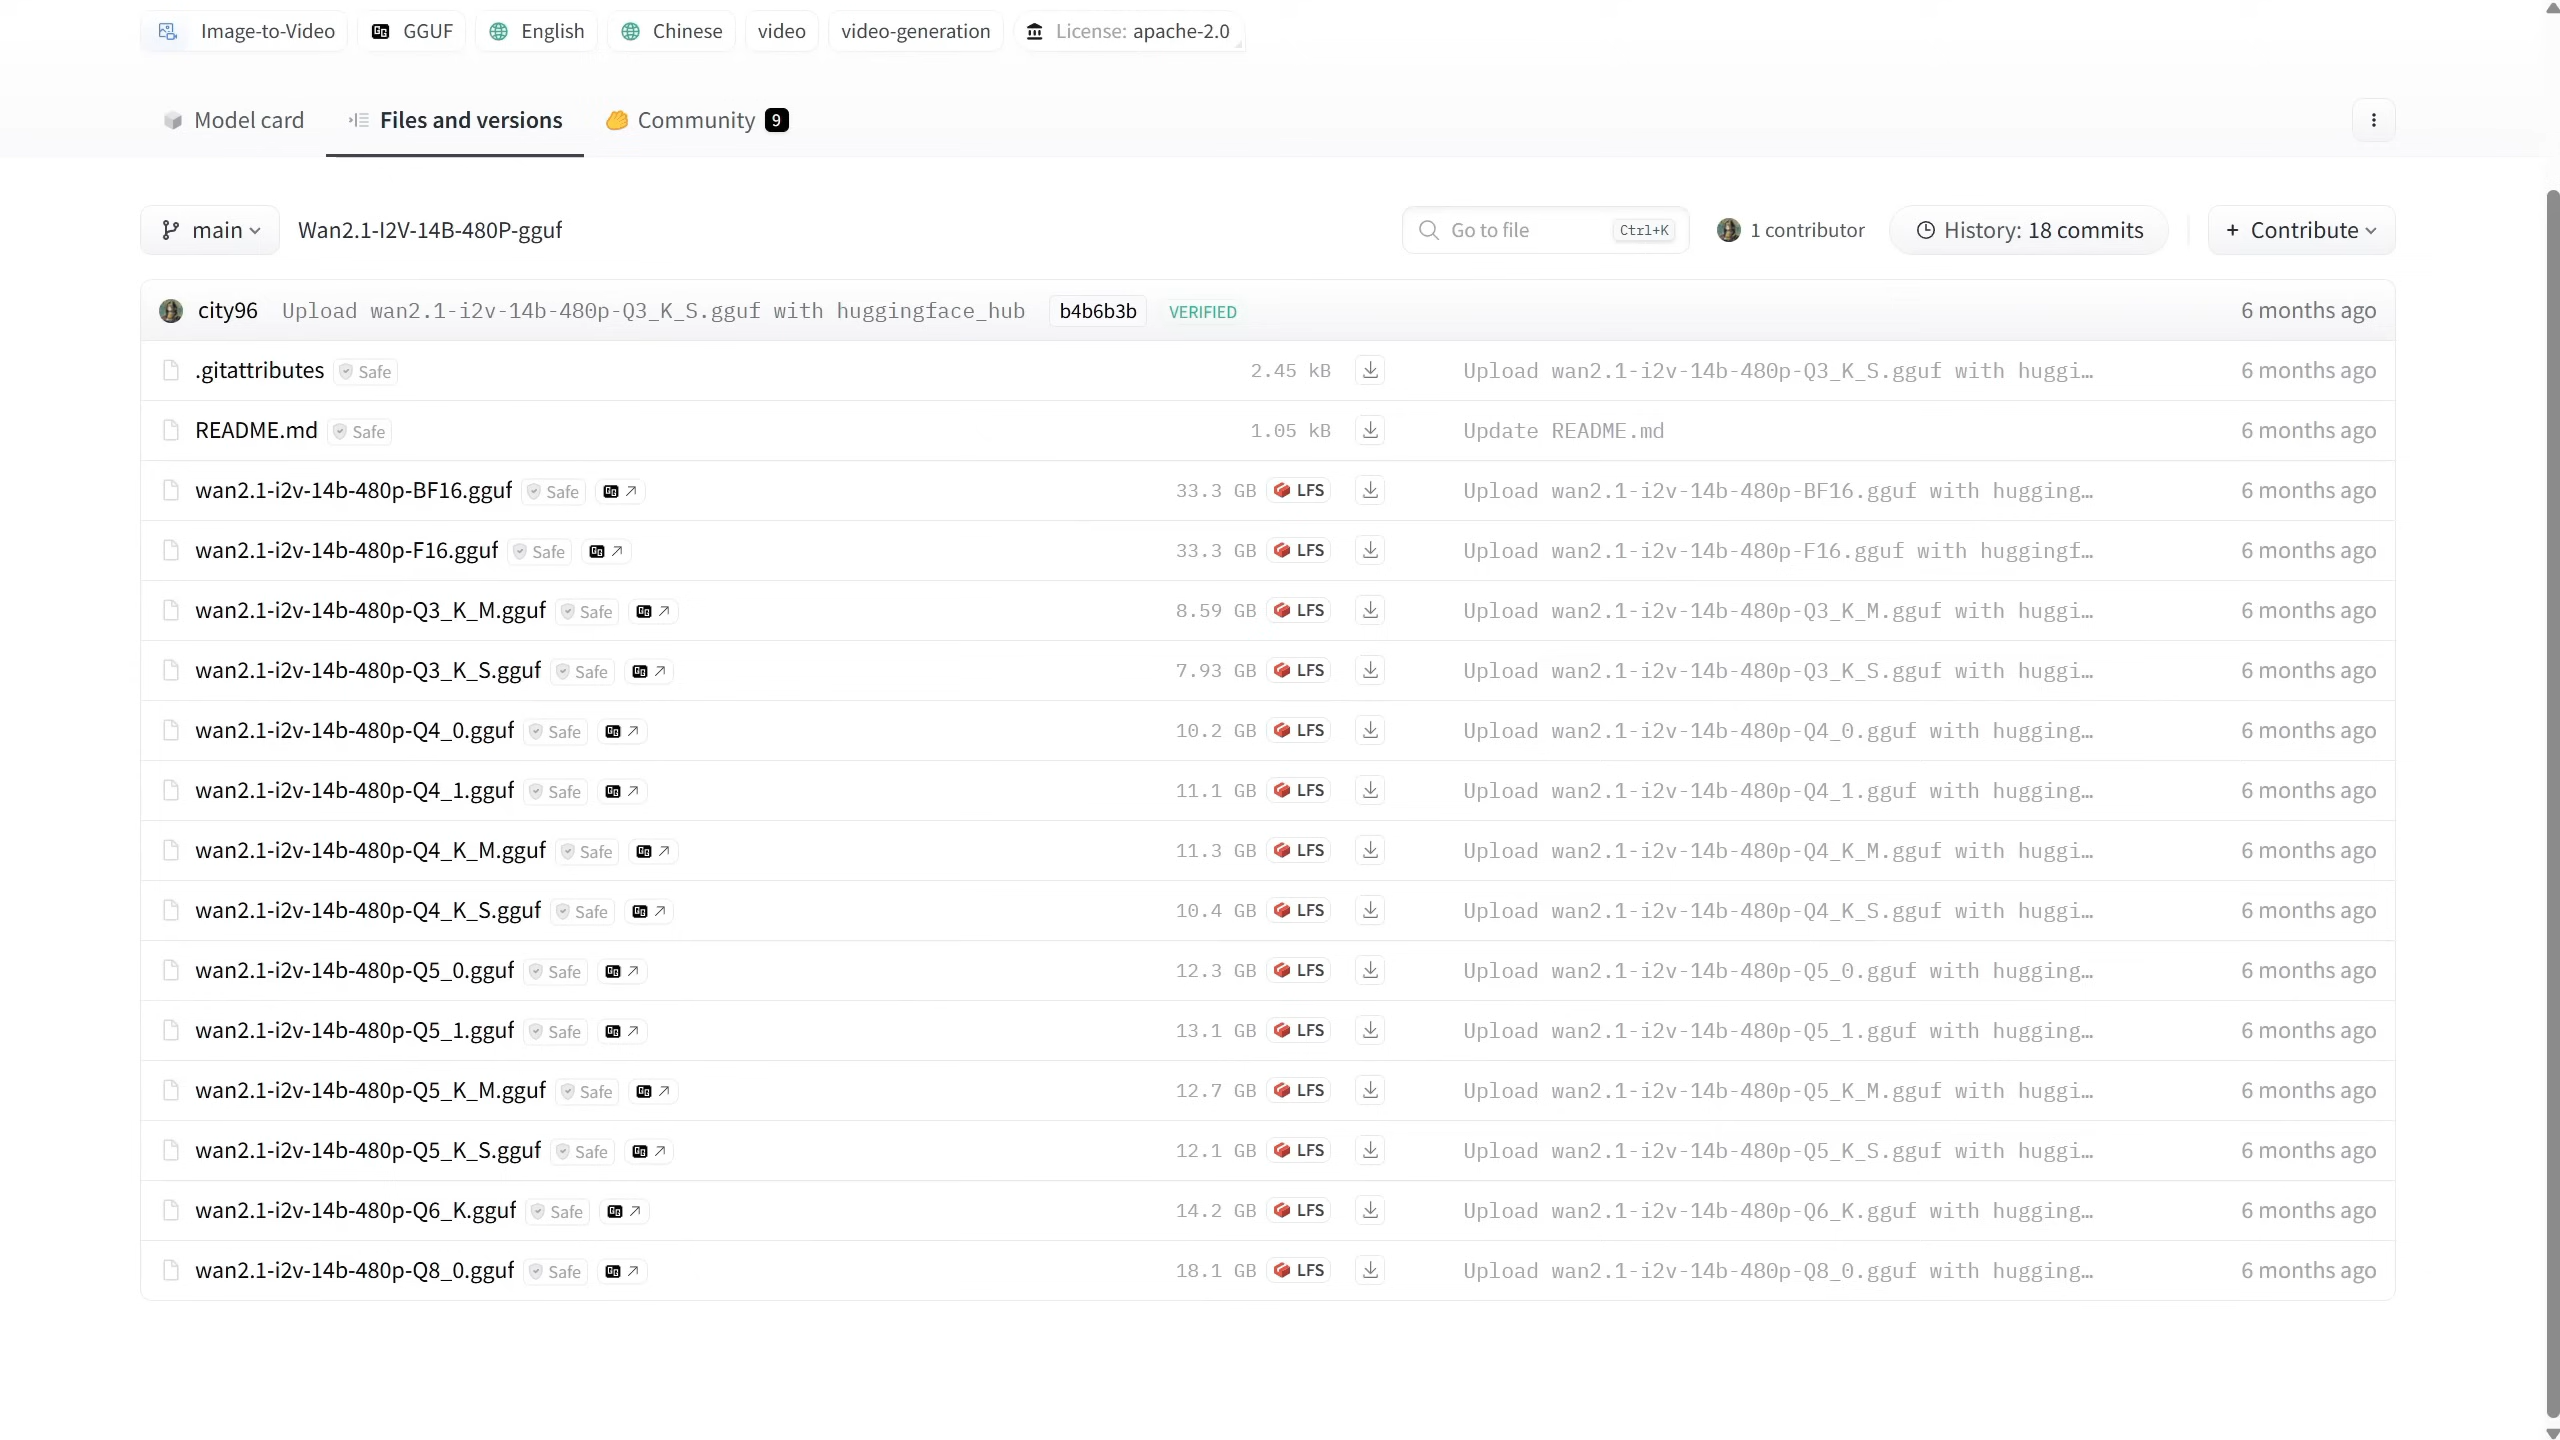 Image-to-Video GGUF English Chinese video video-generation License: apache-2.0
Model card Files and versions Community 9
main Wan2.1-I2V-14B-480P-gguf Go to file Ctrl+K 1 contributor History: 18 commits + Contribute
city96 Upload wan2.1-i2v-14b-480p-Q3_K_S.gguf with huggingface_hub b4b6b3b VERIFIED 6 months ago
.gitattributes Safe 2.45 kB Upload wan2.1-i2v-14b-480p-Q3_K_S.gguf with huggi… 6 months ago
README.md Safe 1.05 kB Update README.md 6 months ago
wan2.1-i2v-14b-480p-BF16.gguf Safe 33.3 GB LFS Upload wan2.1-i2v-14b-480p-BF16.gguf with hugging… 6 months ago
wan2.1-i2v-14b-480p-F16.gguf Safe 33.3 GB LFS Upload wan2.1-i2v-14b-480p-F16.gguf with huggingf… 6 months ago
wan2.1-i2v-14b-480p-Q3_K_M.gguf Safe 8.59 GB LFS Upload wan2.1-i2v-14b-480p-Q3_K_M.gguf with huggi… 6 months ago
wan2.1-i2v-14b-480p-Q3_K_S.gguf Safe 7.93 GB LFS Upload wan2.1-i2v-14b-480p-Q3_K_S.gguf with huggi… 6 months ago
wan2.1-i2v-14b-480p-Q4_0.gguf Safe 10.2 GB LFS Upload wan2.1-i2v-14b-480p-Q4_0.gguf with hugging… 6 months ago
wan2.1-i2v-14b-480p-Q4_1.gguf Safe 11.1 GB LFS Upload wan2.1-i2v-14b-480p-Q4_1.gguf with hugging… 6 months ago
wan2.1-i2v-14b-480p-Q4_K_M.gguf Safe 11.3 GB LFS Upload wan2.1-i2v-14b-480p-Q4_K_M.gguf with huggi… 6 months ago
wan2.1-i2v-14b-480p-Q4_K_S.gguf Safe 10.4 GB LFS Upload wan2.1-i2v-14b-480p-Q4_K_S.gguf with huggi… 6 months ago
wan2.1-i2v-14b-480p-Q5_0.gguf Safe 12.3 GB LFS Upload wan2.1-i2v-14b-480p-Q5_0.gguf with hugging… 6 months ago
wan2.1-i2v-14b-480p-Q5_1.gguf Safe 13.1 GB LFS Upload wan2.1-i2v-14b-480p-Q5_1.gguf with hugging… 6 months ago
wan2.1-i2v-14b-480p-Q5_K_M.gguf Safe 12.7 GB LFS Upload wan2.1-i2v-14b-480p-Q5_K_M.gguf with huggi… 6 months ago
wan2.1-i2v-14b-480p-Q5_K_S.gguf Safe 12.1 GB LFS Upload wan2.1-i2v-14b-480p-Q5_K_S.gguf with huggi… 6 months ago
wan2.1-i2v-14b-480p-Q6_K.gguf Safe 14.2 GB LFS Upload wan2.1-i2v-14b-480p-Q6_K.gguf with hugging… 6 months ago
wan2.1-i2v-14b-480p-Q8_0.gguf Safe 18.1 GB LFS Upload wan2.1-i2v-14b-480p-Q8_0.gguf with hugging… 6 months ago